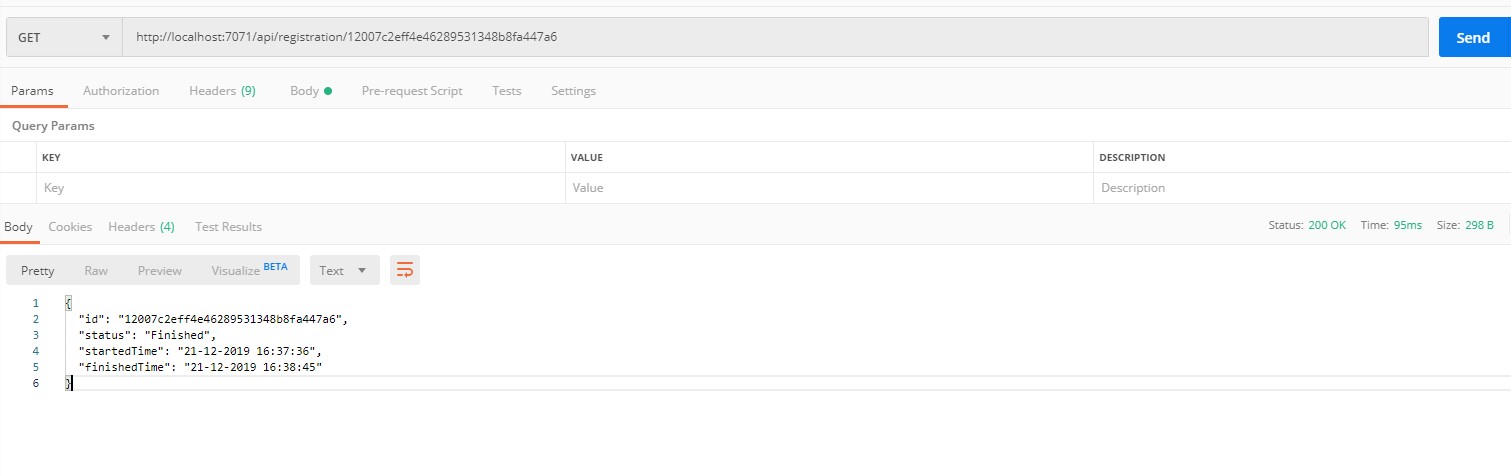 GET http://localhost:7071/api/registration/12007c2eff4e46289531348b8fa447a6 Send
Params Authorization Headers (9) Body Pre-request Script Tests Settings
Query Params
KEY VALUE DESCRIPTION
Key Value Description
Body Cookies Headers (4) Test Results Status: 200 OK Time: 95ms Size: 298 B
Pretty Raw Preview Visualize BETA Text
1 {
2 "id": "12007c2eff4e46289531348b8fa447a6",
3 "status": "Finished",
4 "startedTime": "21-12-2019 16:37:36",
5 "finishedTime": "21-12-2019 16:38:45"
6 }